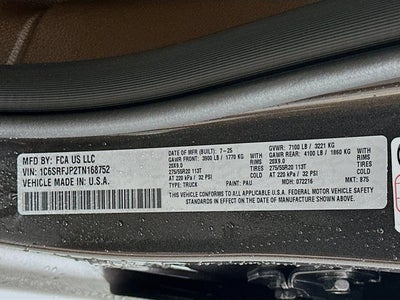 MFD BY: FCA US LLC
VIN: 1C6SRFJP2TN168752
VEHICLE MADE IN: U.S.A.
DATE OF MFR (BUILT): 7-25 GVWR: 7100 LB / 3221 KG
GAWR FRONT: 3900 LB / 1770 KG WITH GAWR REAR: 4100 LB / 1860 KG WITH
20X9.0 RIMS 20X9.0 RIMS
275/55R20 113T TIRES 275/55R20 113T TIRES
AT 220 kPa / 32 PSI COLD AT 220 kPa / 32 PSI COLD
TYPE: TRUCK PAINT: PAU MDH: 072216 MKT: 87S
THIS VEHICLE CONFORMS TO ALL APPLICABLE U.S.A. FEDERAL MOTOR VEHICLE SAFETY
STANDARDS IN EFFECT ON THE DATE OF MANUFACTURE SHOWN ABOVE